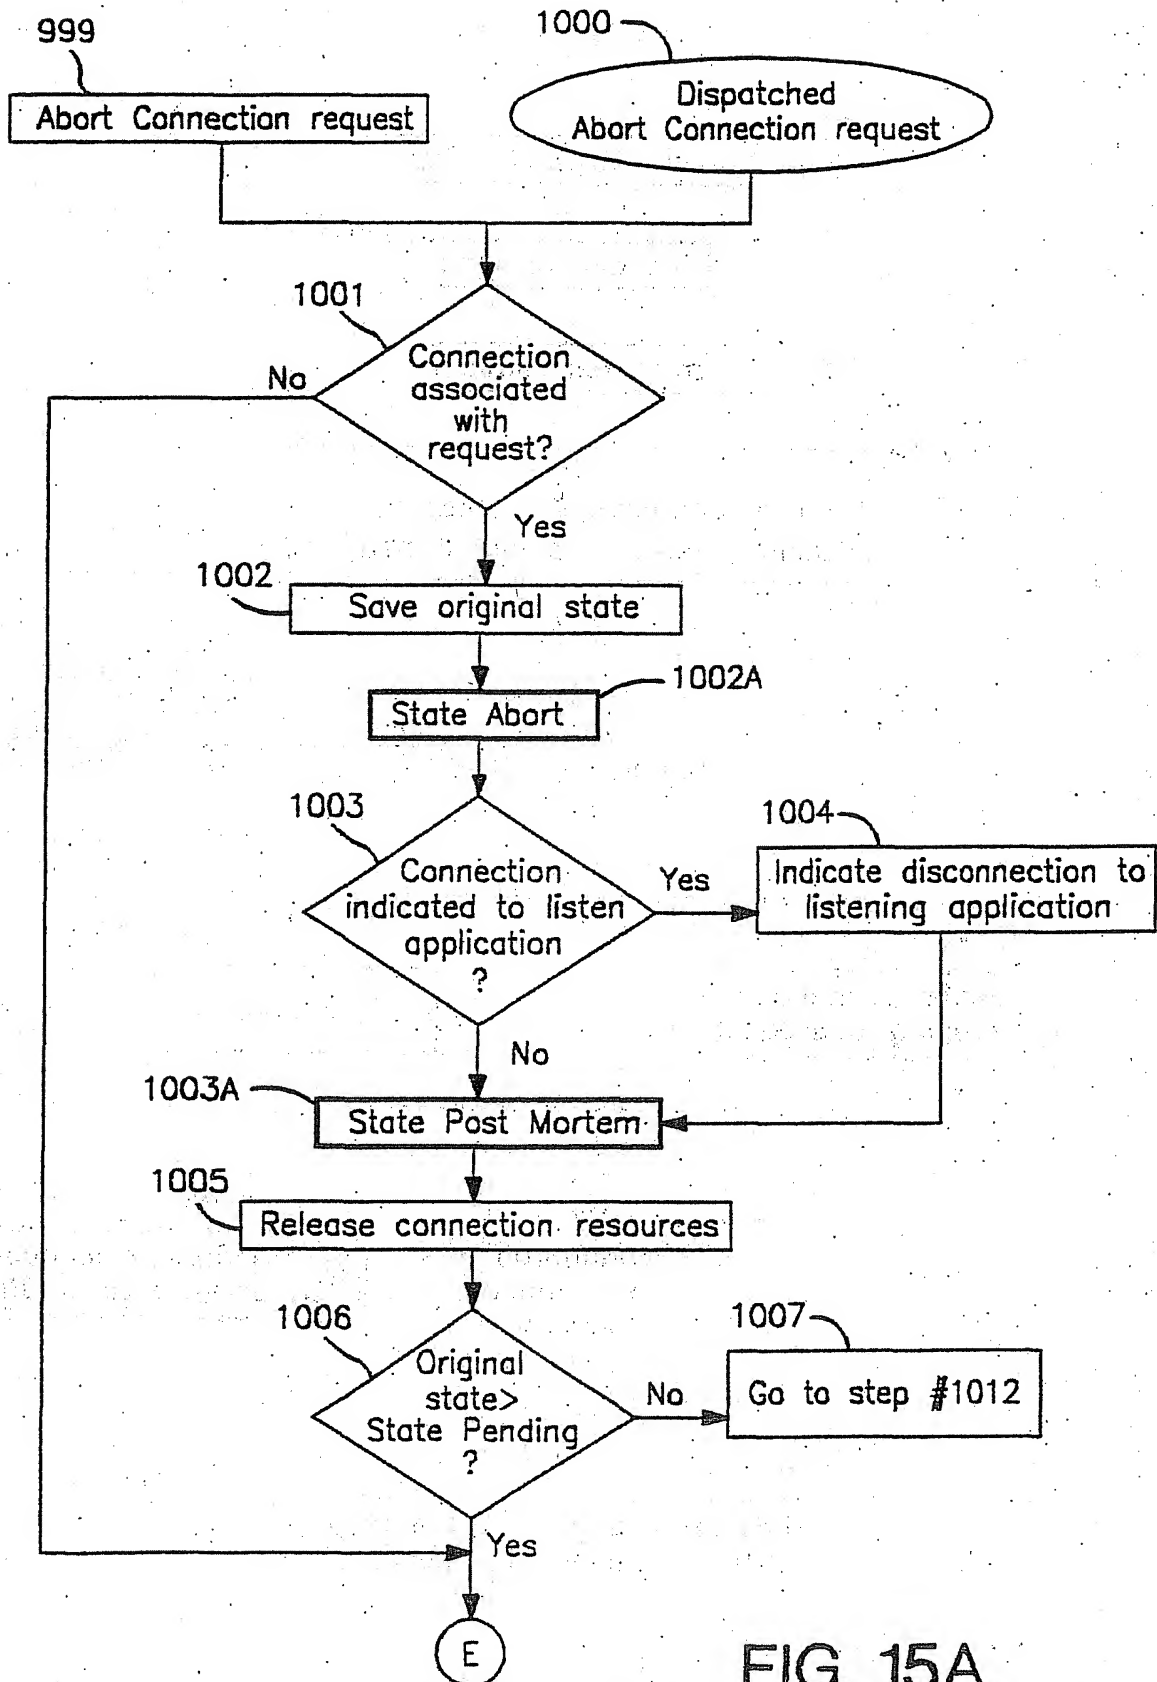 999
1000
Abort Connection request
Dispatched
Abort Connection request
1001
Connection
associated
with
request?
No
Yes
1002
Save original state
1002A
State Abort
1003
Connection
indicated to listen
application
?
Yes
1004
Indicate disconnection to
listening application
No
1003A
State Post Mortem
1005
Release connection resources
1006
Original
state>
State Pending
?
No
1007
Go to step #1012
Yes
E
FIG. 15A